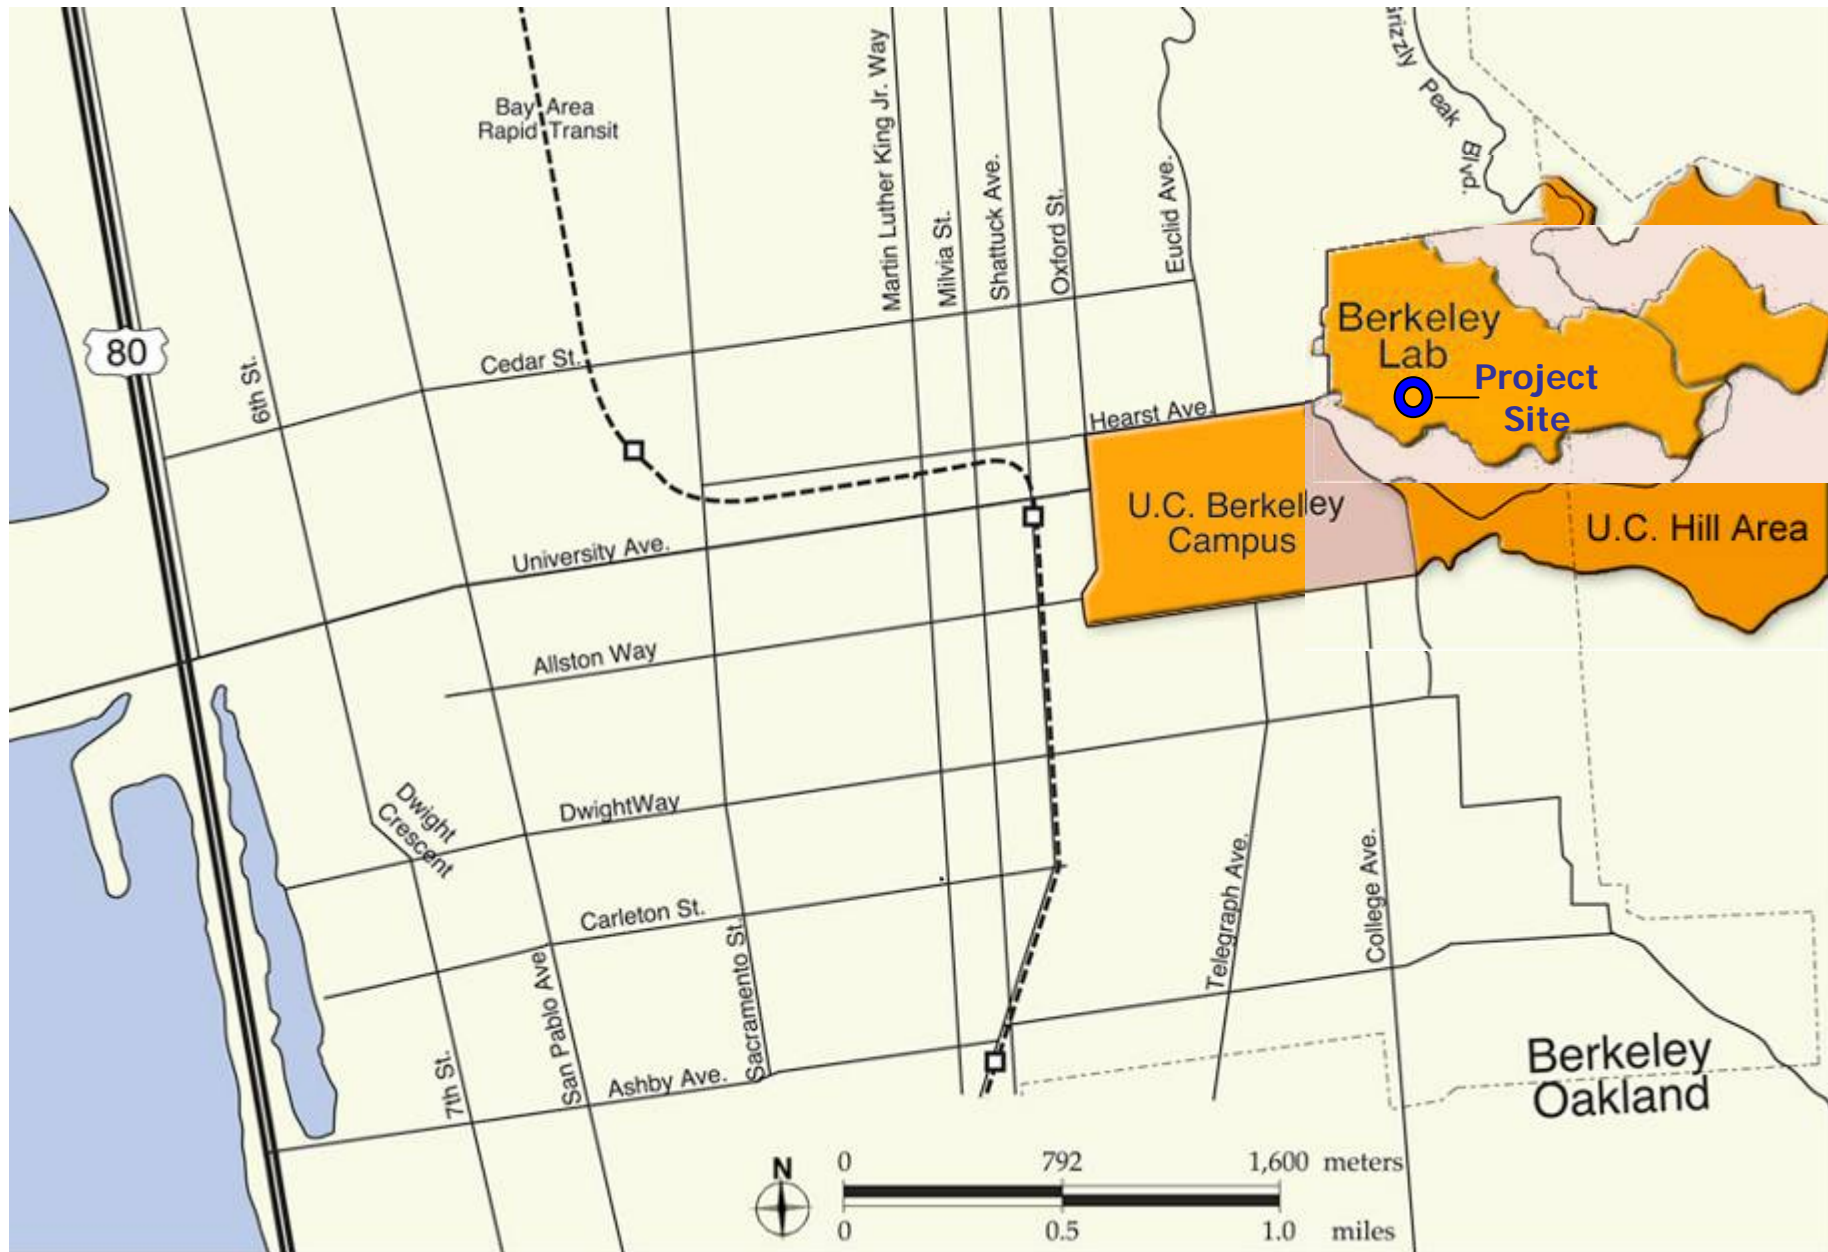 Bay Area
Rapid Transit
Martin Luther King Jr. Way
Milvia St.
Shattuck Ave.
Oxford St.
Euclid Ave.
Peak
Blvd.
80
6th St.
Cedar St.
Hearst Ave.
Berkeley
Lab
Project
Site
U.C. Berkeley
Campus
U.C. Hill Area
University Ave.
Allston Way
Dwight
Crescent
DwightWay
Carleton St.
Telegraph Ave.
College Ave.
7th St.
San Pablo Ave
Sacramento St.
Ashby Ave.
Berkeley
Oakland
N
0 792 1,600 meters
0 0.5 1.0 miles